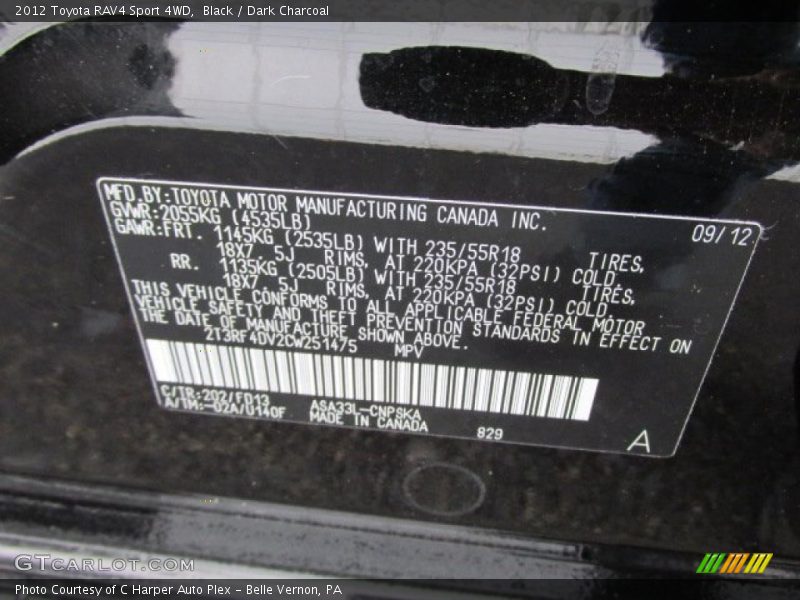 2012 Toyota RAV4 Sport 4WD, Black / Dark Charcoal
MFD.BY:TOYOTA MOTOR MANUFACTURING CANADA INC.
GVWR:2055KG (4535LB) 09/12
GAWR:FRT. 1145KG (2535LB) WITH 235/55R18 TIRES,
18X7. 5J RIMS, AT 220KPA (32PSI) COLD
RR. 1135KG (2505LB) WITH 235/55R18 TIRES,
18X7. 5J RIMS, AT 220KPA (32PSI) COLD.
THIS VEHICLE CONFORMS TO ALL APPLICABLE FEDERAL MOTOR
VEHICLE SAFETY AND THEFT PREVENTION STANDARDS IN EFFECT ON
THE DATE OF MANUFACTURE SHOWN ABOVE.
2T3RF4DV2CW251475 MPV
C/TR:202/FD13 ASA33L-CNPSKA
A/TM:-02A/U140F MADE IN CANADA 829 A
GTCARLOT.COM
Photo Courtesy of C Harper Auto Plex – Belle Vernon, PA